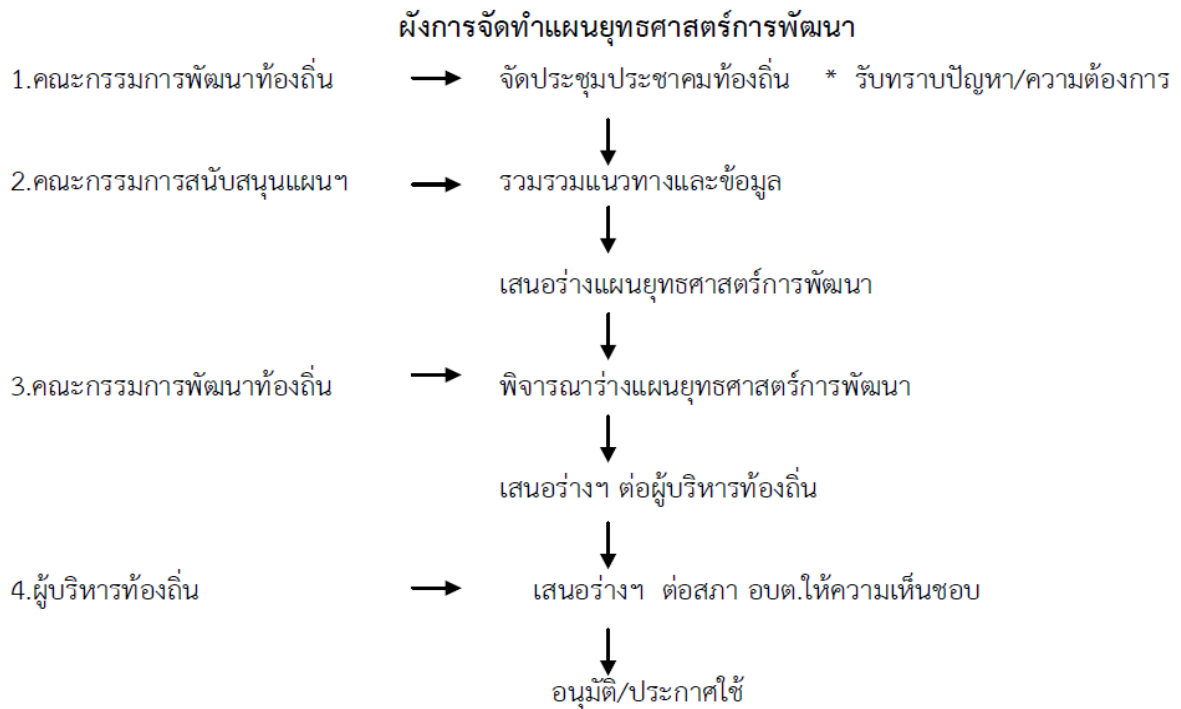 ผังการจัดทำแผนยุทธศาสตร์การพัฒนา
1.คณะกรรมการพัฒนาท้องถิ่น จัดประชุมประชาคมท้องถิ่น * รับทราบปัญหา/ความต้องการ
2.คณะกรรมการสนับสนุนแผนฯ รวมรวมแนวทางและข้อมูล
เสนอร่างแผนยุทธศาสตร์การพัฒนา
3.คณะกรรมการพัฒนาท้องถิ่น พิจารณาร่างแผนยุทธศาสตร์การพัฒนา
เสนอร่างฯ ต่อผู้บริหารท้องถิ่น
4.ผู้บริหารท้องถิ่น เสนอร่างฯ ต่อสภา อบต.ให้ความเห็นชอบ
อนุมัติ/ประกาศใช้